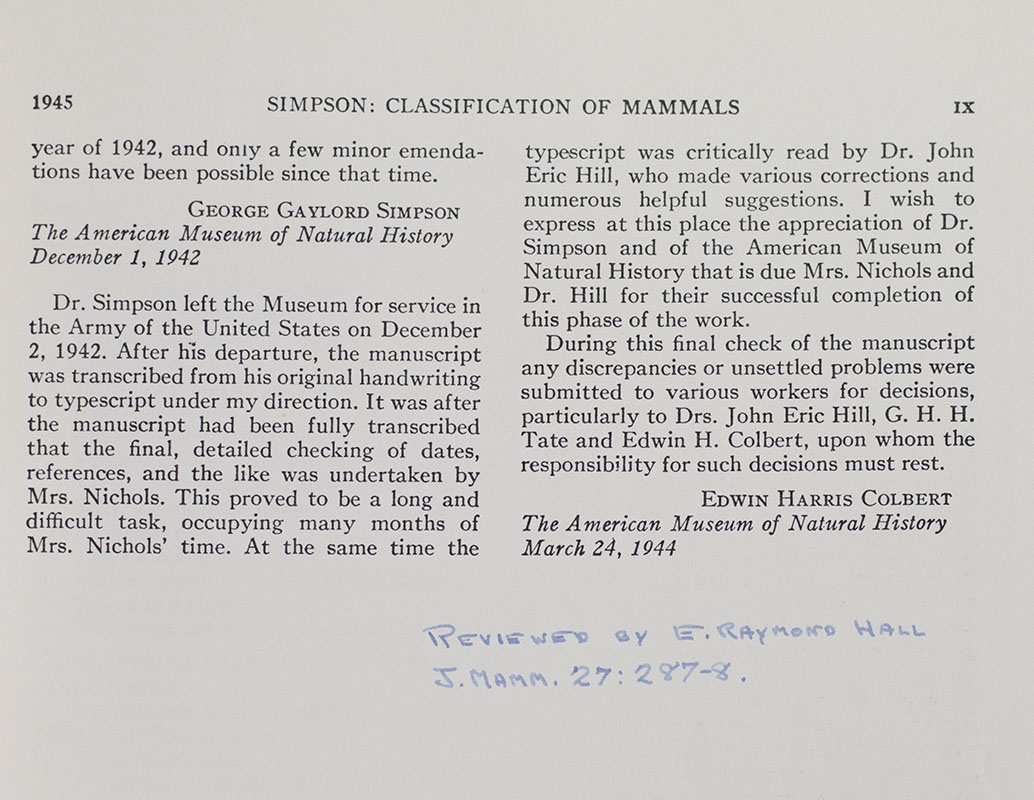 1945
SIMPSON: CLASSIFICATION OF MAMMALS
IX
year of 1942, and only a few minor emenda-
tions have been possible since that time.
GEORGE GAYLORD SIMPSON
The American Museum of Natural History
December 1, 1942
Dr. Simpson left the Museum for service in
the Army of the United States on December
2, 1942. After his departure, the manuscript
was transcribed from his original handwriting
to typescript under my direction. It was after
the manuscript had been fully transcribed
that the final, detailed checking of dates,
references, and the like was undertaken by
Mrs. Nichols. This proved to be a long and
difficult task, occupying many months of
Mrs. Nichols' time. At the same time the
typescript was critically read by Dr. John
Eric Hill, who made various corrections and
numerous helpful suggestions. I wish to
express at this place the appreciation of Dr.
Simpson and of the American Museum of
Natural History that is due Mrs. Nichols and
Dr. Hill for their successful completion of
this phase of the work.
During this final check of the manuscript
any discrepancies or unsettled problems were
submitted to various workers for decisions,
particularly to Drs. John Eric Hill, G. H. H.
Tate and Edwin H. Colbert, upon whom the
responsibility for such decisions must rest.
EDWIN HARRIS COLBERT
The American Museum of Natural History
March 24, 1944
REVIEWED BY E. RAYMOND HALL
J. MAMM. 27: 287-8.